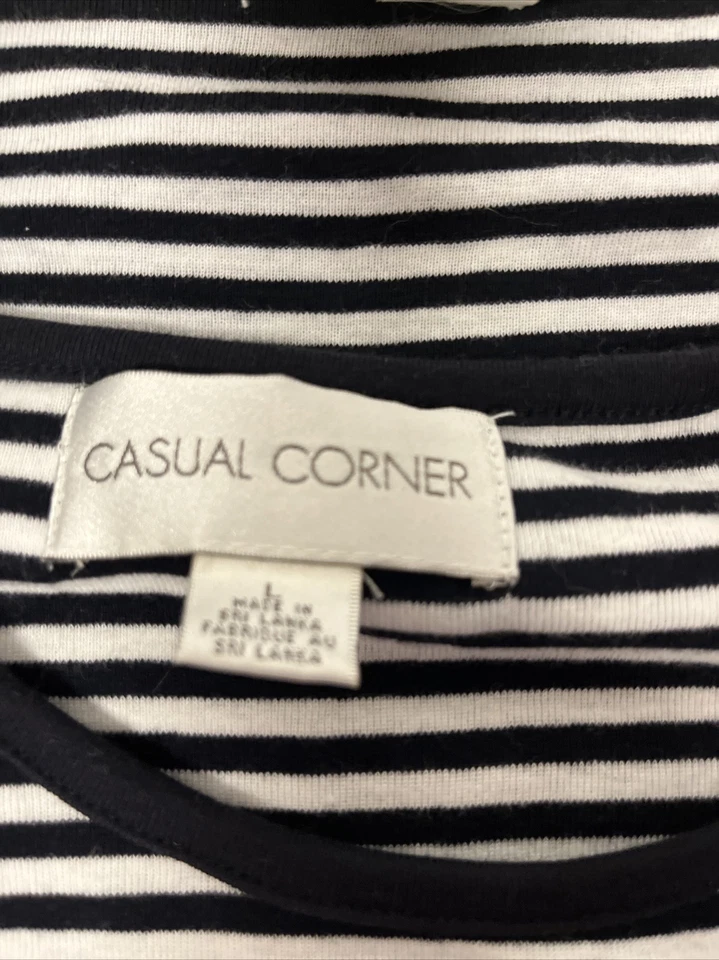 CASUAL CORNER
L
MADE IN
SRI LANKA
FABRIQUE AU
SRI LANKA